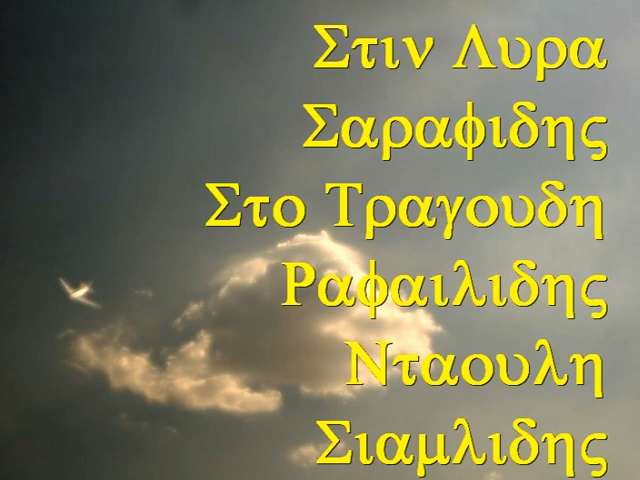 Στιν Λυρα
Σαραφιδης
Στο Τραγουδη
Ραφαιλιδης
Νταουλη
Σιαμλιδης